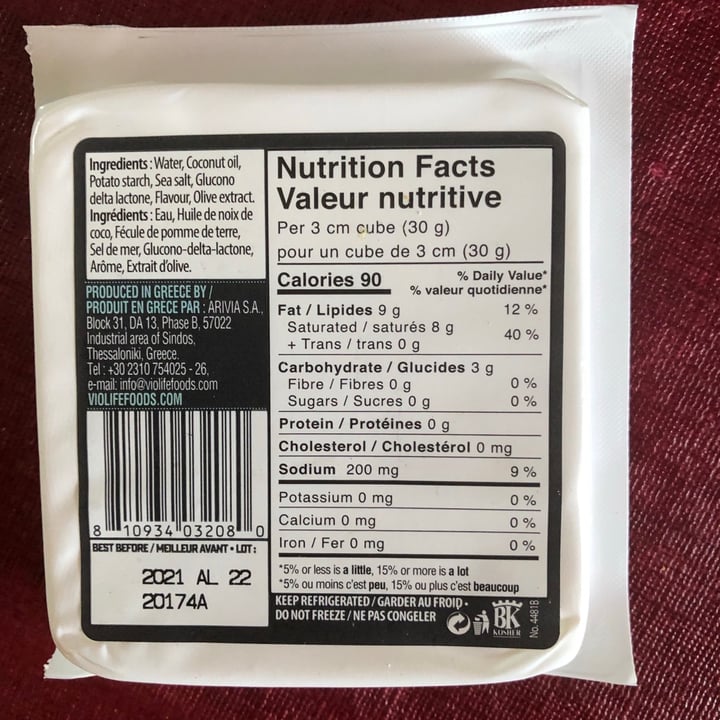 Ingredients : Water, Coconut oil,
Potato starch, Sea salt, Glucono
delta lactone, Flavour, Olive extract.
Ingrédients : Eau, Huile de noix de
coco, Fécule de pomme de terre,
Sel de mer, Glucono-delta-lactone,
Arôme, Extrait d'olive.
PRODUCED IN GREECE BY /
PRODUIT EN GRÈCE PAR : ARIVIA S.A.,
Block 31, DA 13, Phase B, 57022
Industrial area of Sindos,
Thessaloniki, Greece.
Tel : +30 2310 754025 - 26,
e-mail: info@violifefoods.com
VIOLIFEFOODS.COM
8 10934 03208 0
BEST BEFORE / MEILLEUR AVANT • LOT :
2021 AL 22
20174A
Nutrition Facts
Valeur nutritive
Per 3 cm cube (30 g)
pour un cube de 3 cm (30 g)
Calories 90
% Daily Value*
% valeur quotidienne*
Fat / Lipides 9 g 12 %
Saturated / saturés 8 g
+ Trans / trans 0 g 40 %
Carbohydrate / Glucides 3 g
Fibre / Fibres 0 g 0 %
Sugars / Sucres 0 g 0 %
Protein / Protéines 0 g
Cholesterol / Cholestérol 0 mg
Sodium 200 mg 9 %
Potassium 0 mg 0 %
Calcium 0 mg 0 %
Iron / Fer 0 mg 0 %
*5% or less is a little, 15% or more is a lot
*5% ou moins c'est peu, 15% ou plus c'est beaucoup
KEEP REFRIGERATED / GARDER AU FROID •
DO NOT FREEZE / NE PAS CONGELER
BK
KOSHER
No. 4481B